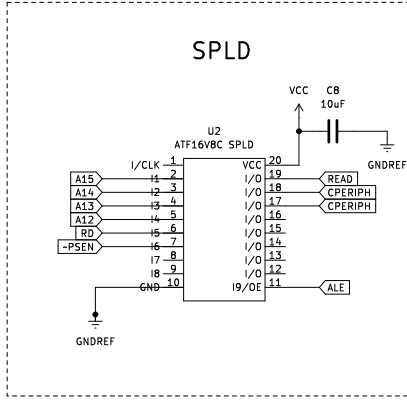 SPLD
VCC C8
10uF
U2
ATF16V8C SPLD
GNDREF
I/CLK 1 VCC 20
A15 I1 2 I/O 19 READ
A14 I2 3 I/O 18 CPERIPH
A13 I3 4 I/O 17 CPERIPH
A12 I4 5 I/O 16
RD I5 6 I/O 15
~PSEN I6 7 I/O 14
I7 8 I/O 13
I8 9 I/O 12
GND 10 I9/OE 11 ALE
GNDREF